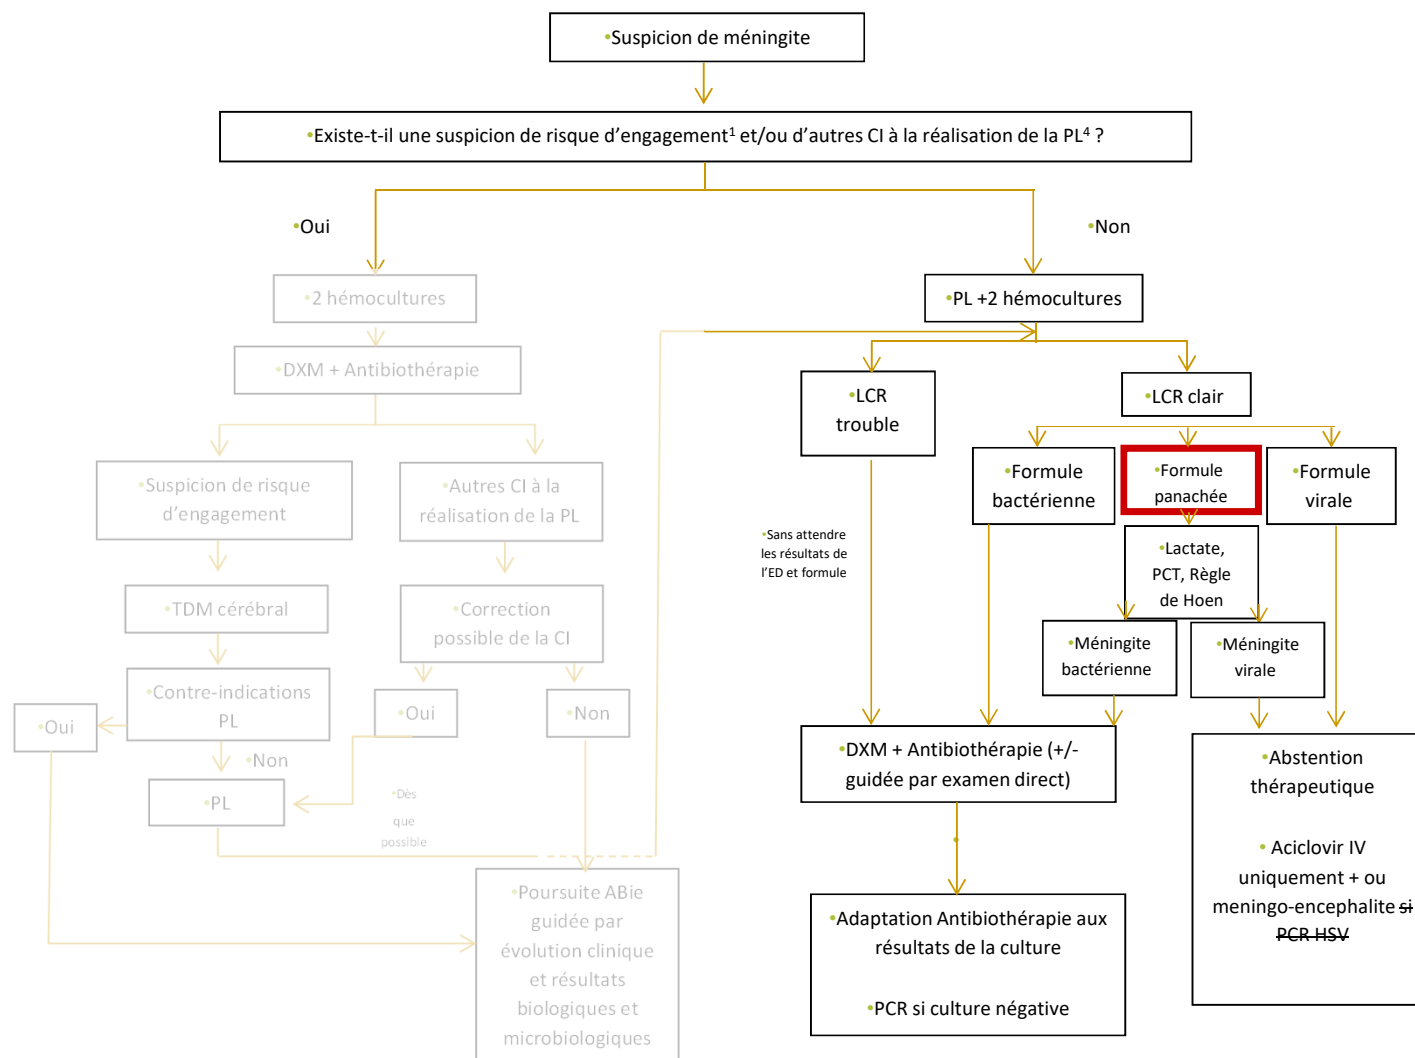 •Suspicion de méningite
•Existe-t-il une suspicion de risque d'engagement¹ et/ou d'autres CI à la réalisation de la PL⁴ ?
•Oui
•Non
•2 hémocultures
•PL +2 hémocultures
•DXM + Antibiothérapie
•LCR
trouble
•LCR clair
•Suspicion de risque
d'engagement
•Autres CI à la
réalisation de la PL
•Formule
bactérienne
•Formule
panachée
•Formule
virale
•Sans attendre
les résultats de
l'ED et formule
•Lactate,
PCT, Règle
de Hoen
•TDM cérébral
•Correction
possible de la CI
•Méningite
bactérienne
•Méningite
virale
•Contre-indications
PL
•Oui
•Oui
•Non
•Non
•PL
•Dès
que
possible
•DXM + Antibiothérapie (+/-
guidée par examen direct)
•Abstention
thérapeutique
• Aciclovir IV
uniquement + ou
meningo-encephalite si
PCR HSV
•Poursuite ABie
guidée par
évolution clinique
et résultats
biologiques et
microbiologiques
•Adaptation Antibiothérapie aux
résultats de la culture
•PCR si culture négative